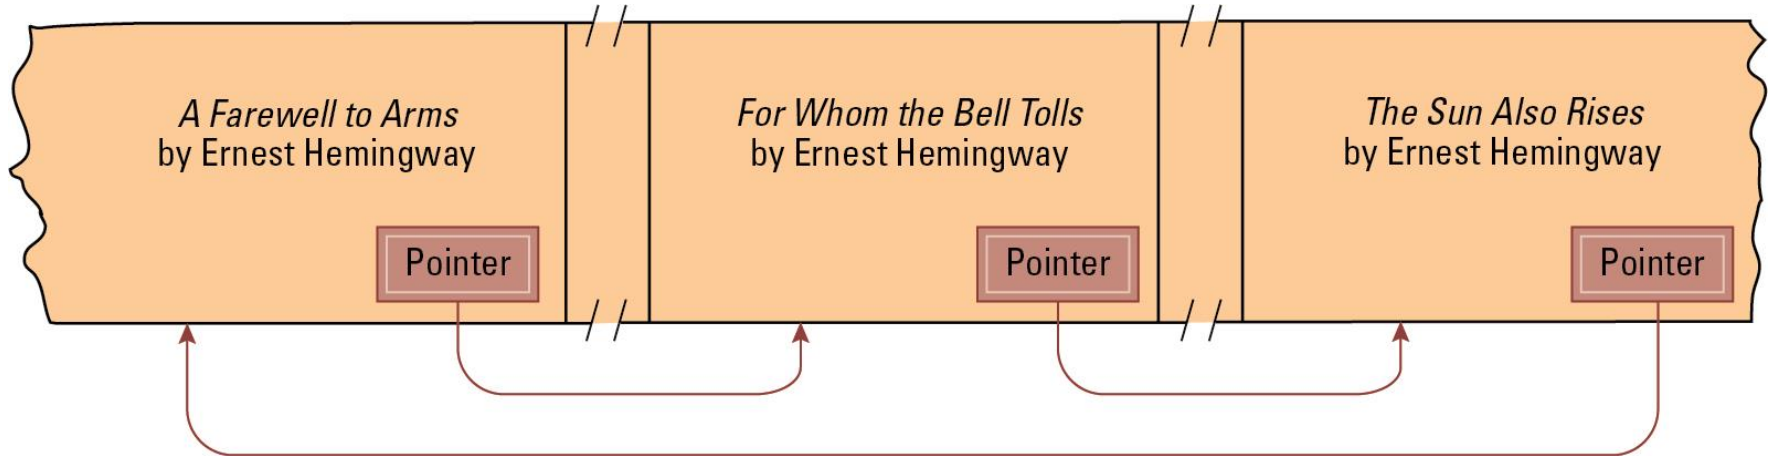 A Farewell to Arms
by Ernest Hemingway
Pointer
For Whom the Bell Tolls
by Ernest Hemingway
Pointer
The Sun Also Rises
by Ernest Hemingway
Pointer